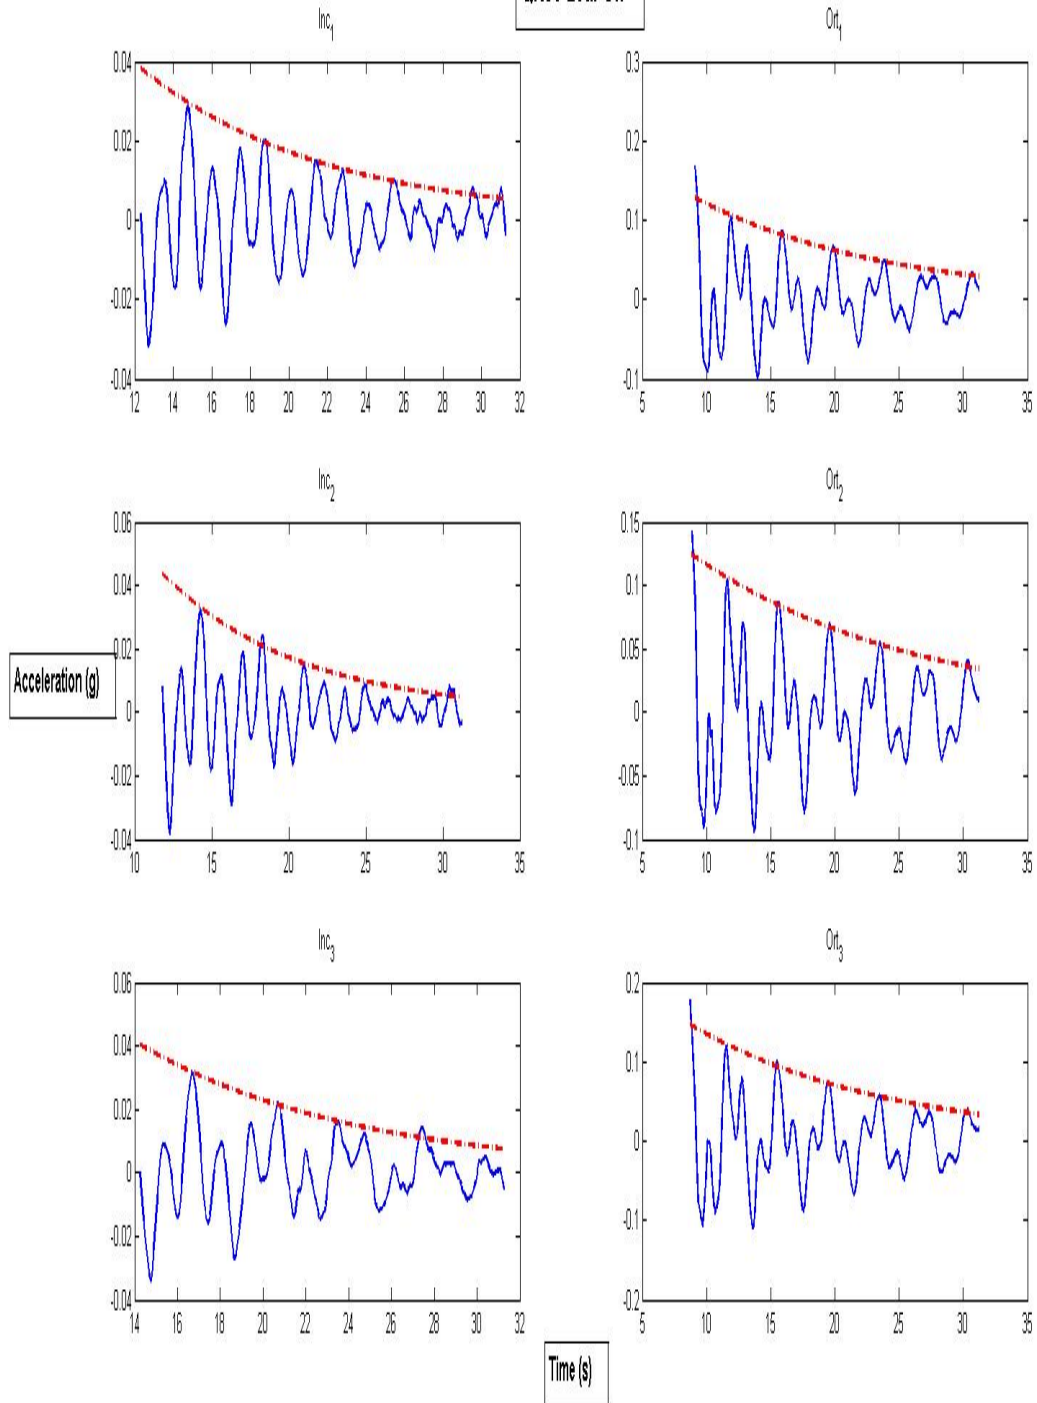 Inc1 Ort1
0.04 0.3
0.02 0.2
0 0.1
-0.02 0
-0.04 -0.1
12 14 16 18 20 22 24 26 28 30 32 5 10 15 20 25 30 35
Inc2 Ort2
0.06 0.15
0.04 0.1
0.02 0.05
0 0
-0.02 -0.05
-0.04 -0.1
10 15 20 25 30 35 5 10 15 20 25 30 35
Acceleration (g)
Inc3 Ort3
0.06 0.2
0.04 0.1
0.02 0
0 -0.1
-0.02 -0.2
-0.04
14 16 18 20 22 24 26 28 30 32 5 10 15 20 25 30 35
Time (s)